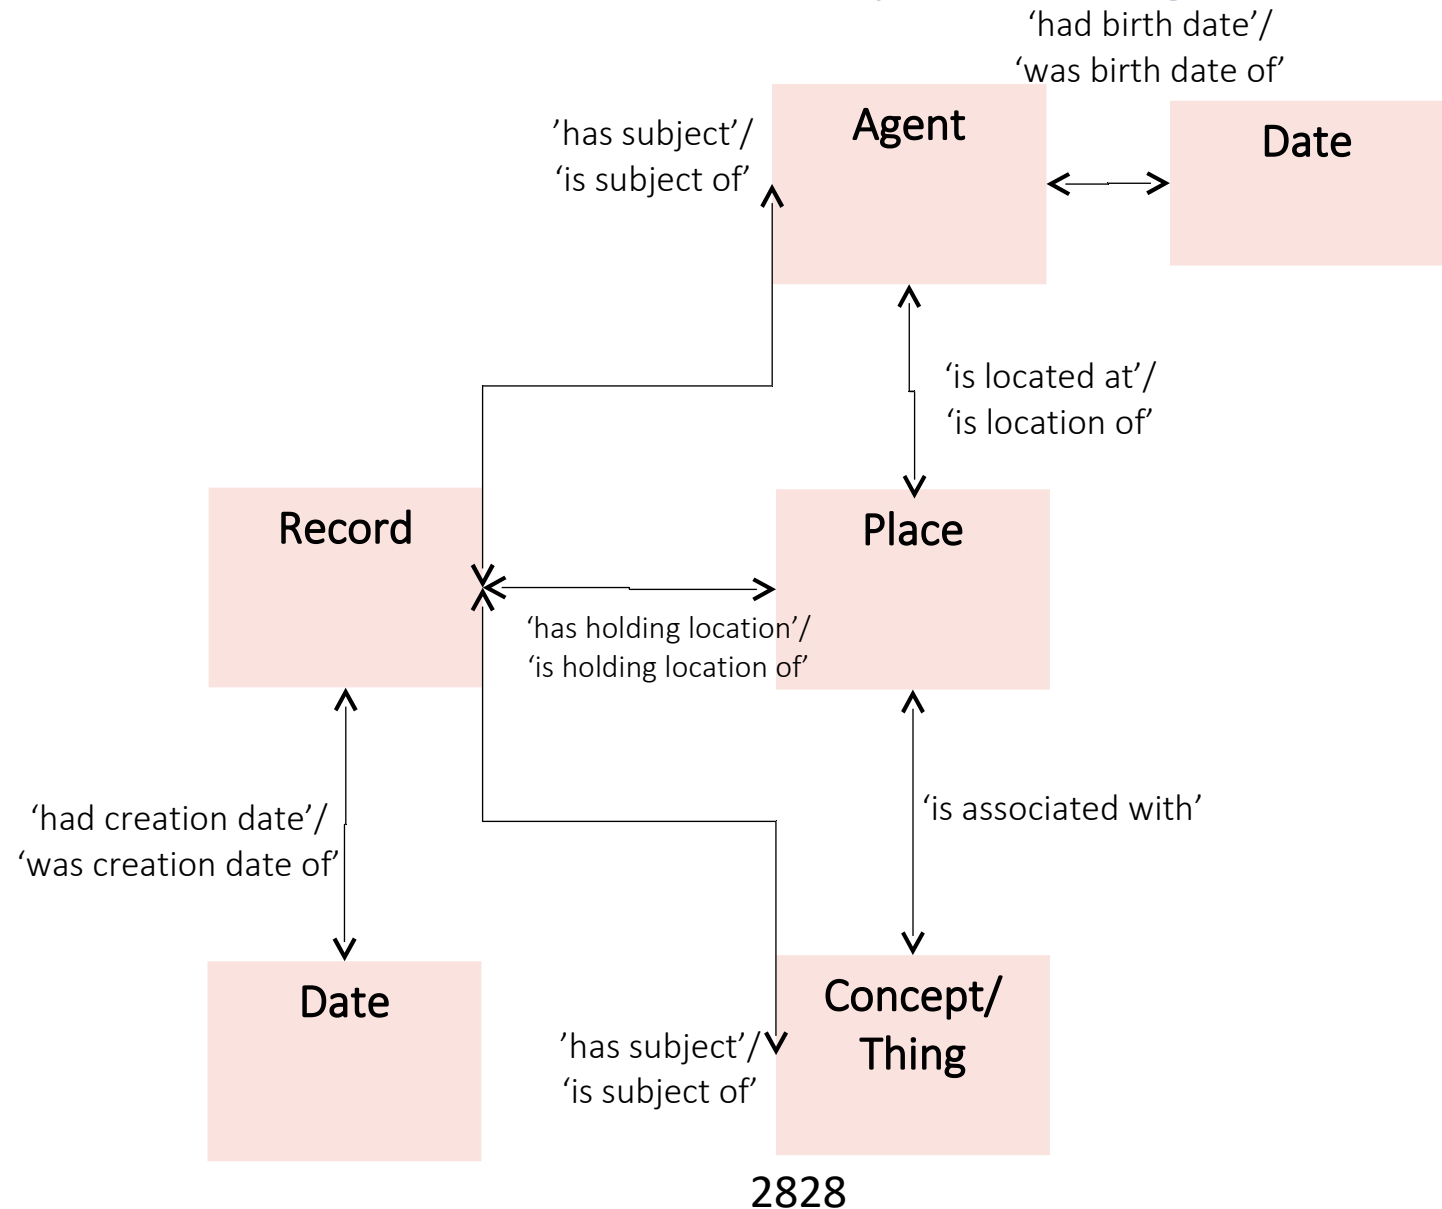 ‘had birth date’/
‘was birth date of’
Agent
Date
’has subject’/
‘is subject of’
‘is located at’/
‘is location of’
Record
Place
‘has holding location’/
‘is holding location of’
‘had creation date’/
‘was creation date of’
‘is associated with’
Date
Concept/
Thing
’has subject’/
‘is subject of’
2828